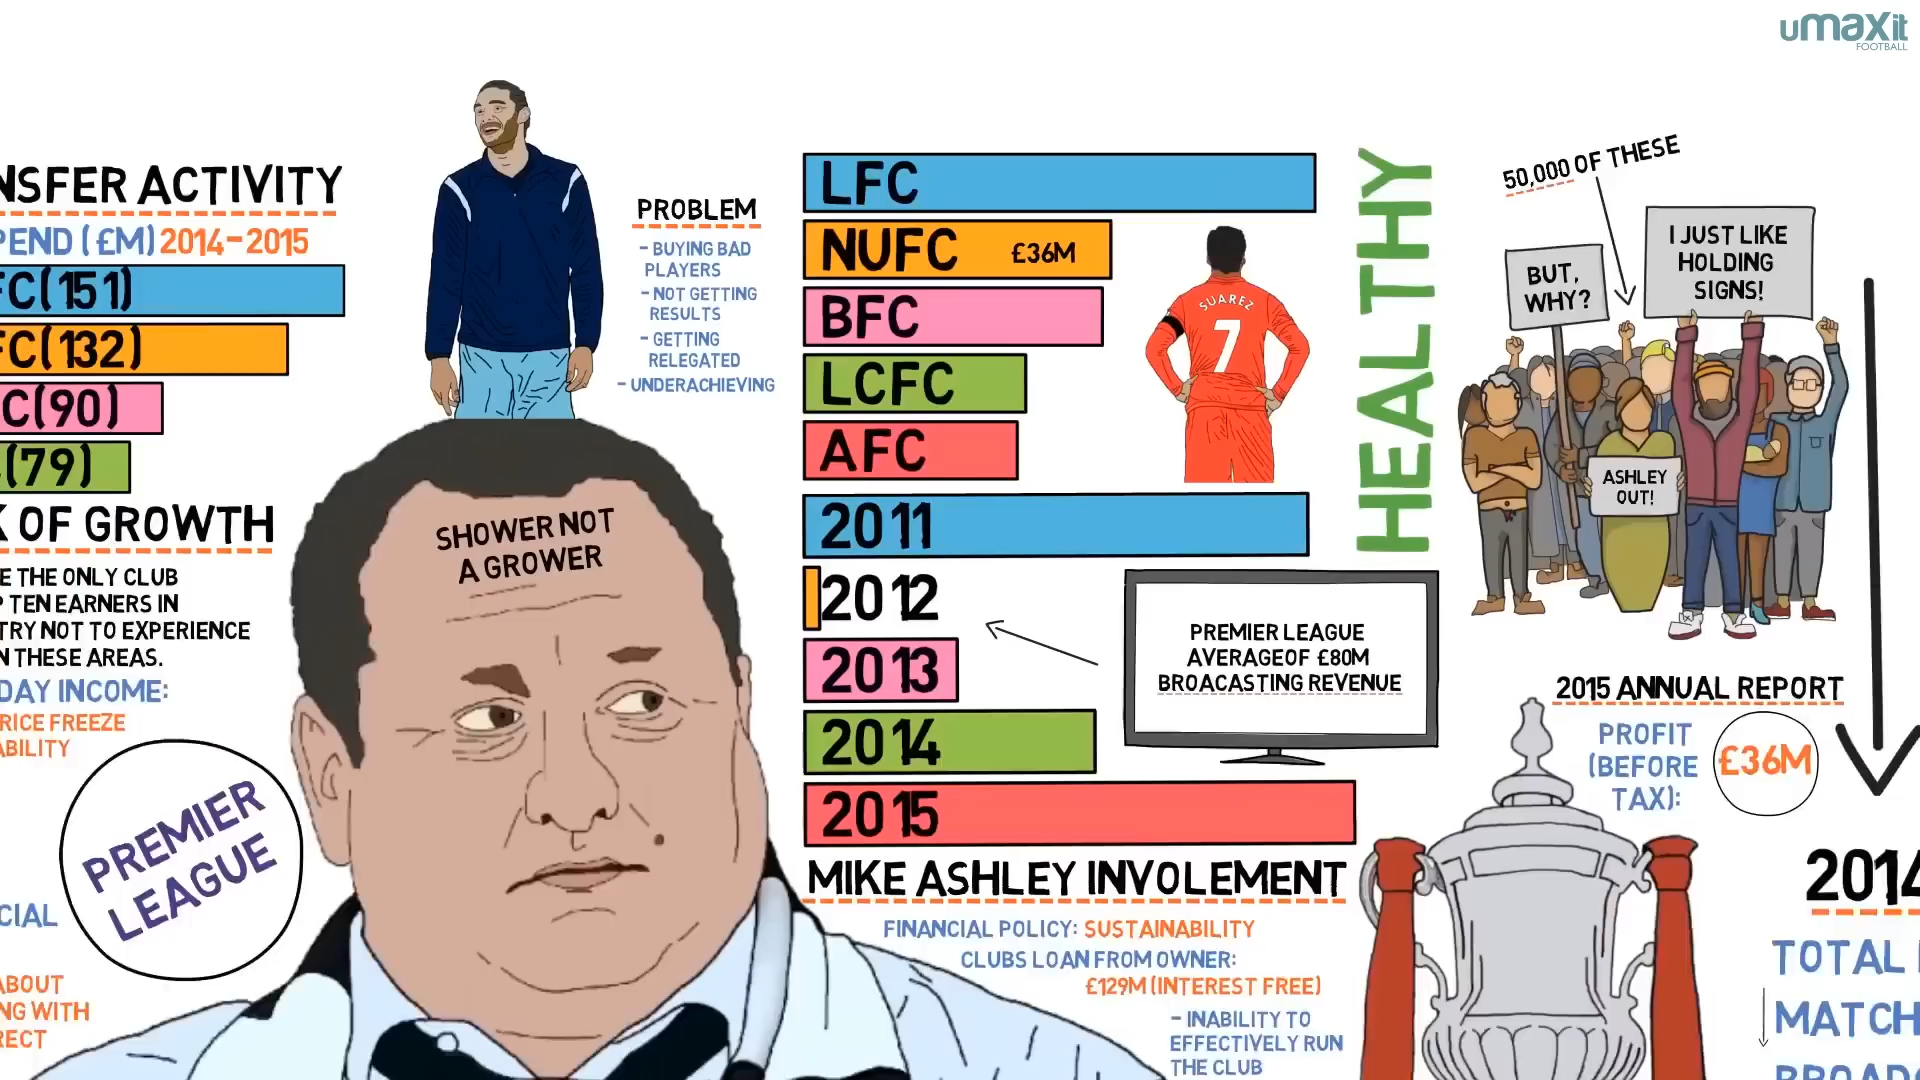 umaxit
FOOTBALL
NSFER ACTIVITY
PEND (£M) 2014-2015
FC(151)
FC(132)
C(90)
(79)
K OF GROWTH
E THE ONLY CLUB
P TEN EARNERS IN
TRY NOT TO EXPERIENCE
N THESE AREAS.
DAY INCOME:
RICE FREEZE
ABILITY
PREMIER
LEAGUE
CIAL
ABOUT
NG WITH
RECT
SHOWER NOT
A GROWER
PROBLEM
- BUYING BAD
PLAYERS
- NOT GETTING
RESULTS
- GETTING
RELEGATED
- UNDERACHIEVING
LFC
NUFC £36M
BFC
LCFC
AFC
SUAREZ
7
HEALTHY
2011
2012
2013
2014
2015
PREMIER LEAGUE
AVERAGEOF £80M
BROACASTING REVENUE
MIKE ASHLEY INVOLEMENT
FINANCIAL POLICY: SUSTAINABILITY
CLUBS LOAN FROM OWNER:
£129M (INTEREST FREE)
- INABILITY TO
EFFECTIVELY RUN
THE CLUB
50,000 OF THESE
BUT,
WHY?
I JUST LIKE
HOLDING
SIGNS!
ASHLEY
OUT!
2015 ANNUAL REPORT
PROFIT
(BEFORE
TAX):
£36M
2014
TOTAL
MATCH
BROADC